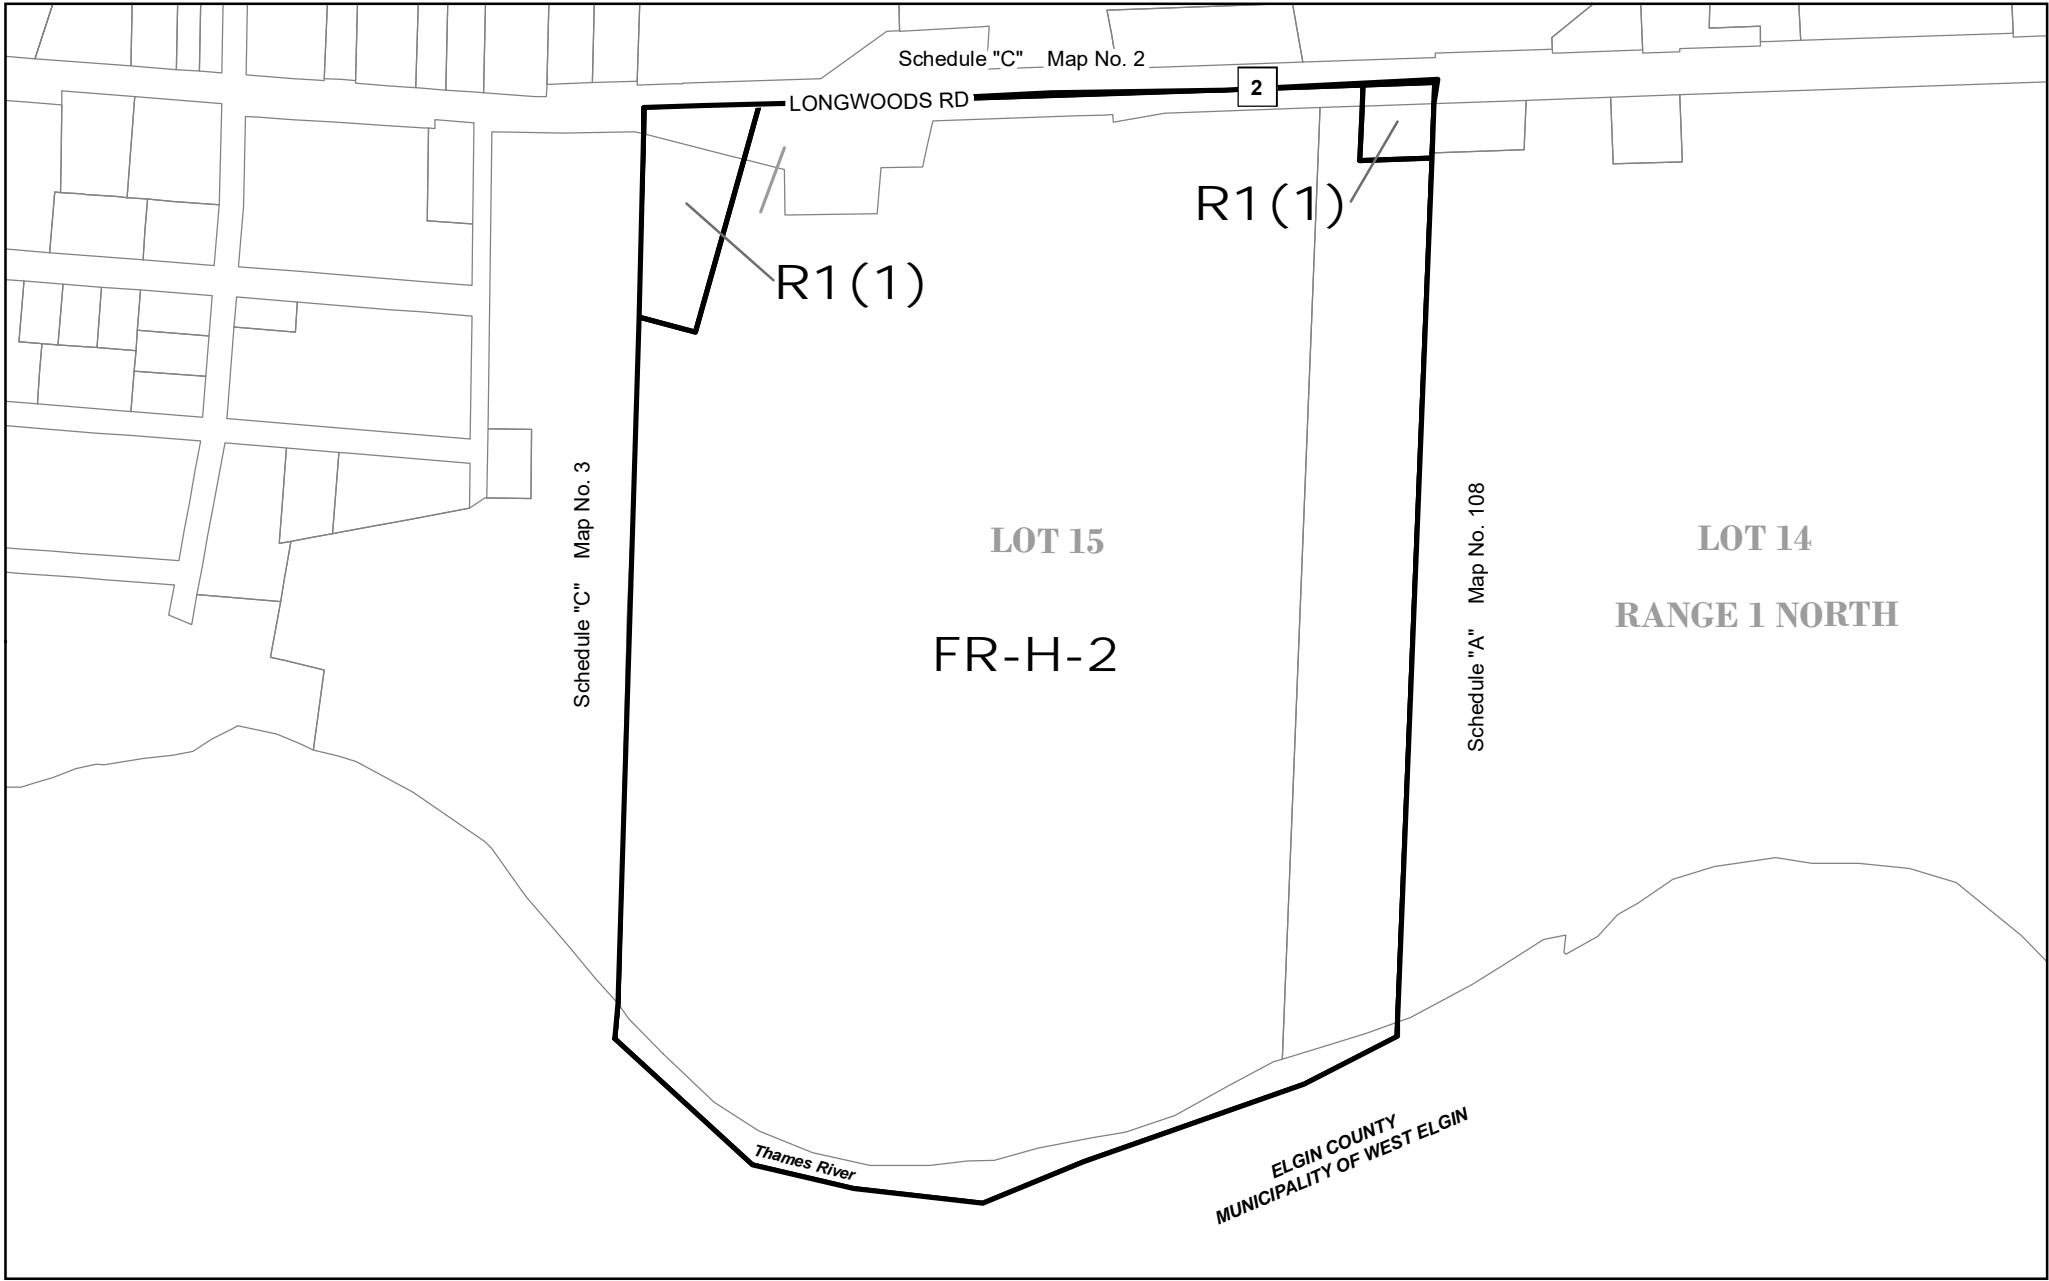 Schedule "C" Map No. 2
2
LONGWOODS RD
R1(1)
R1(1)
Schedule "C" Map No. 3
LOT 15
Schedule "A" Map No. 108
LOT 14
RANGE 1 NORTH
FR-H-2
Thames River
ELGIN COUNTY
MUNICIPALITY OF WEST ELGIN